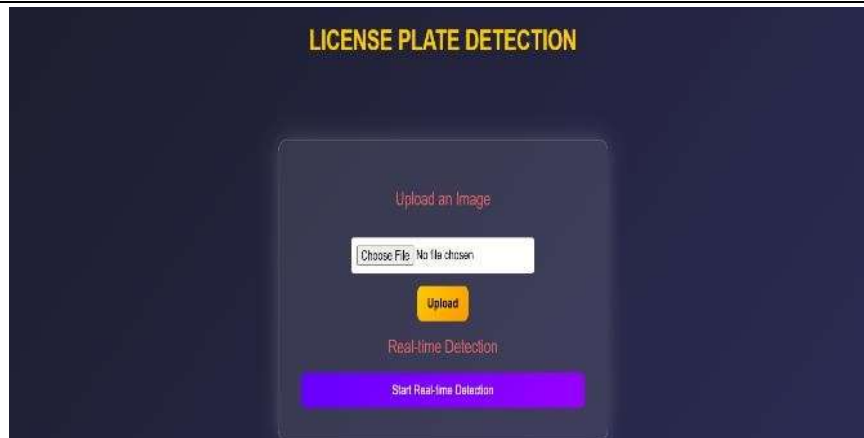 LICENSE PLATE DETECTION
Upload an Image
Choose File No file chosen
Upload
Real-time Detection
Start Real-time Detection